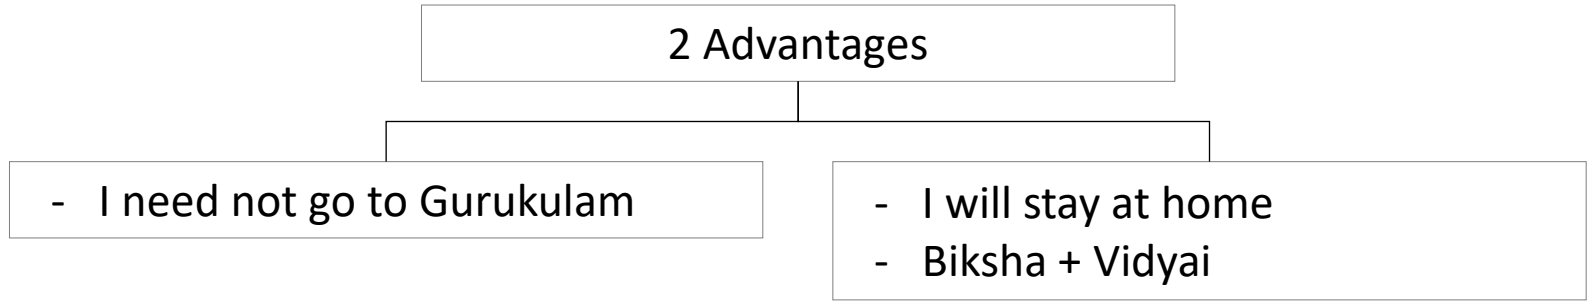 2 Advantages
- I need not go to Gurukulam
- I will stay at home
- Biksha + Vidyai